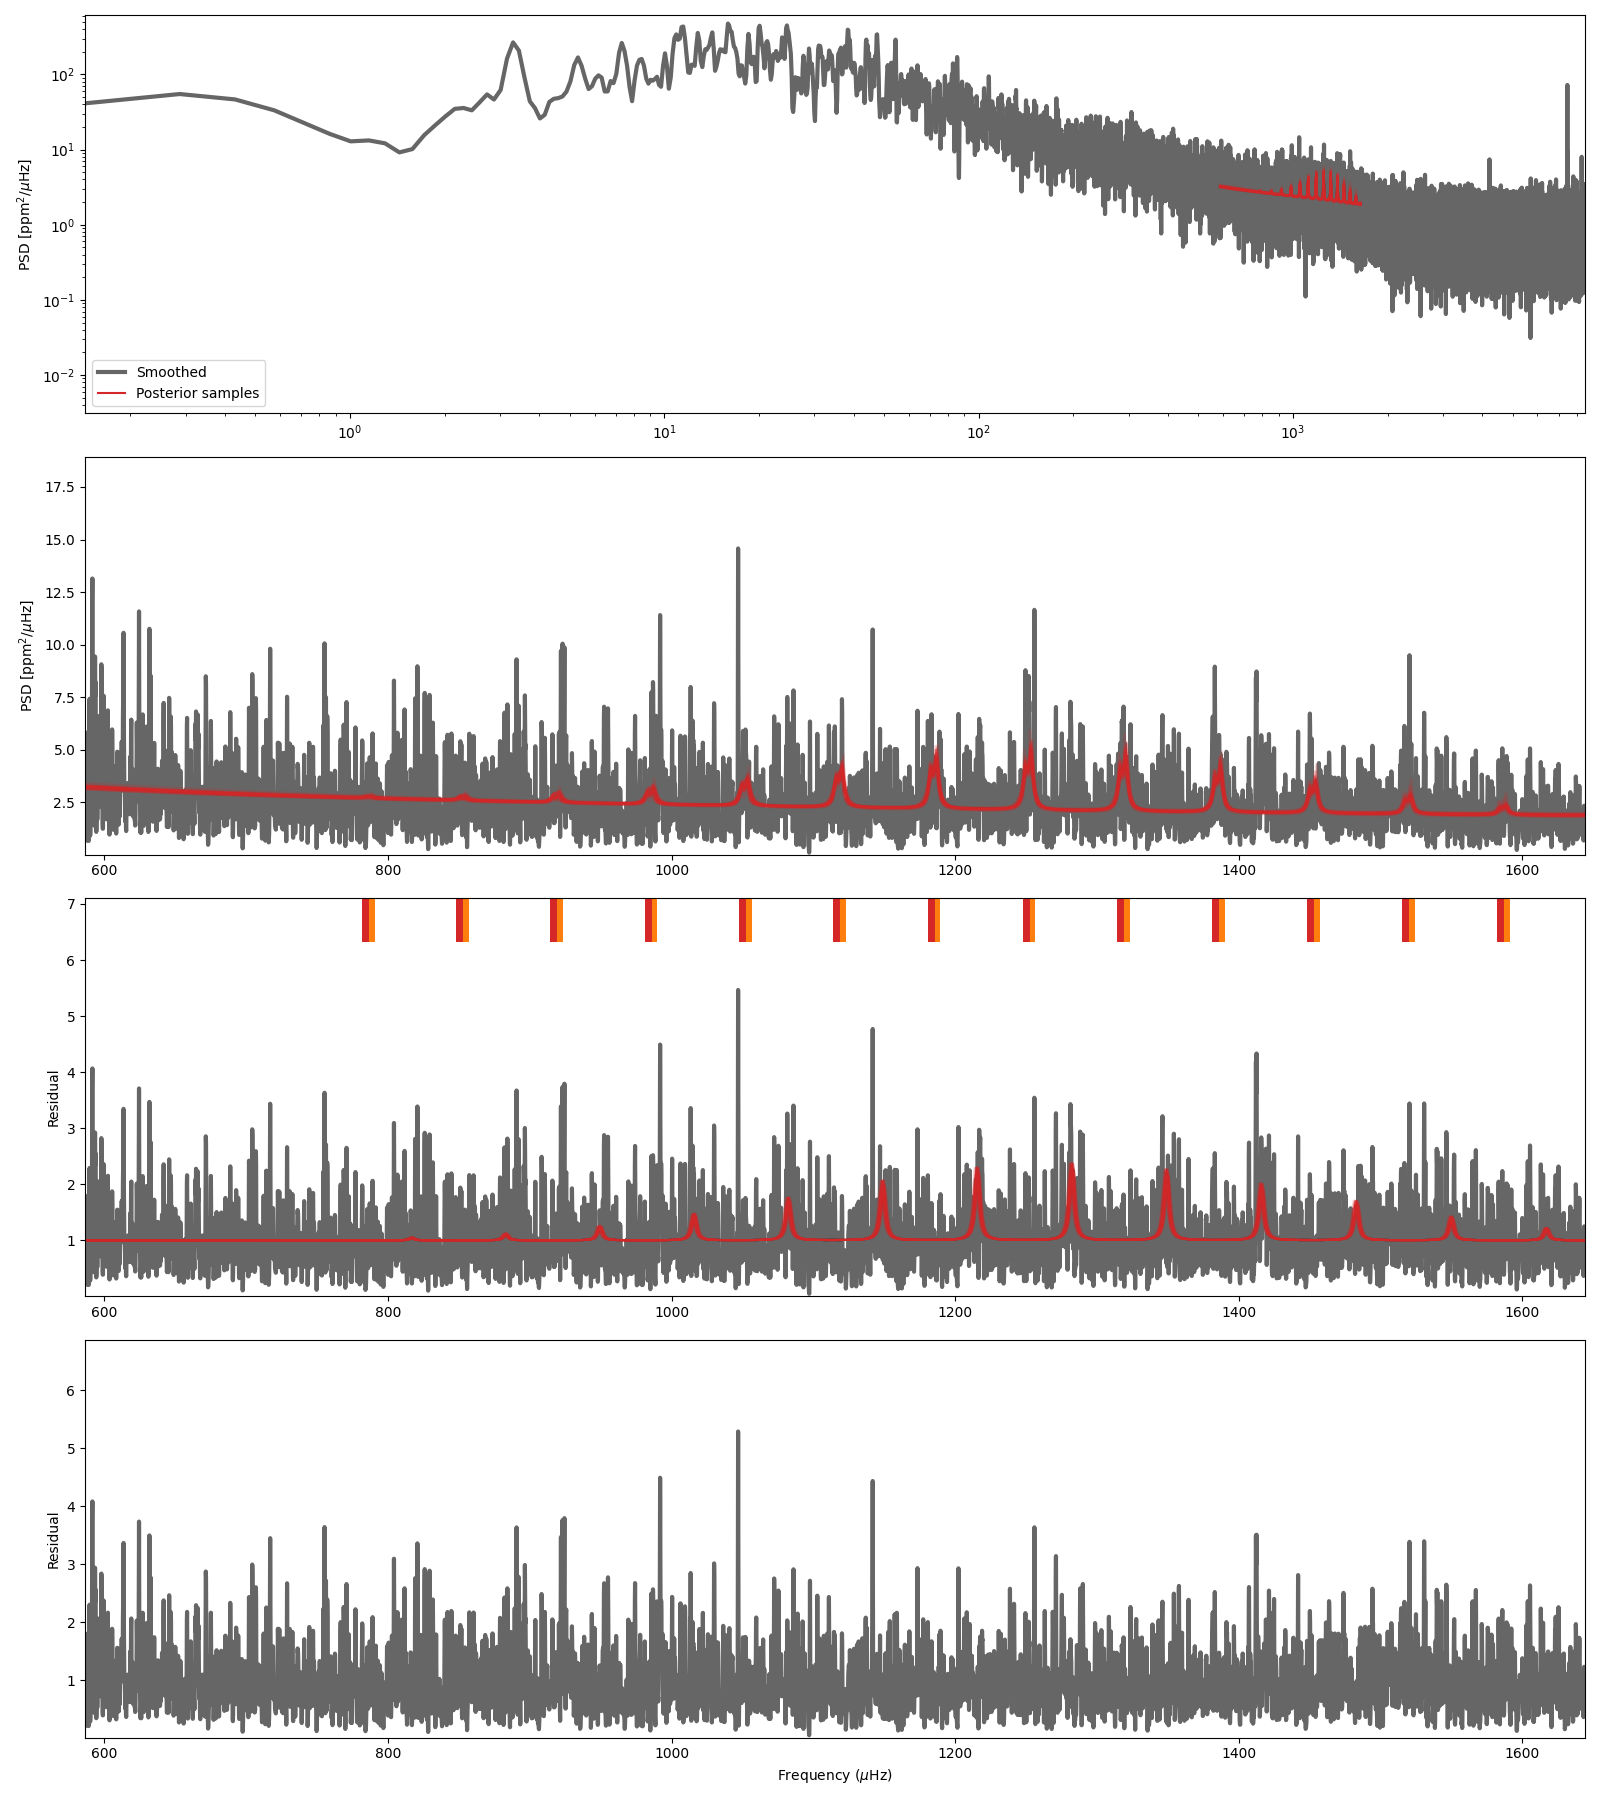 PSD [ppm²/μHz]
10²
10¹
10⁰
10⁻¹
10⁻²
Smoothed
Posterior samples
10⁰ 10¹ 10² 10³
PSD [ppm²/μHz]
17.5
15.0
12.5
10.0
7.5
5.0
2.5
600 800 1000 1200 1400 1600
Residual
7
6
5
4
3
2
1
600 800 1000 1200 1400 1600
Residual
6
5
4
3
2
1
600 800 1000 1200 1400 1600
Frequency (μHz)